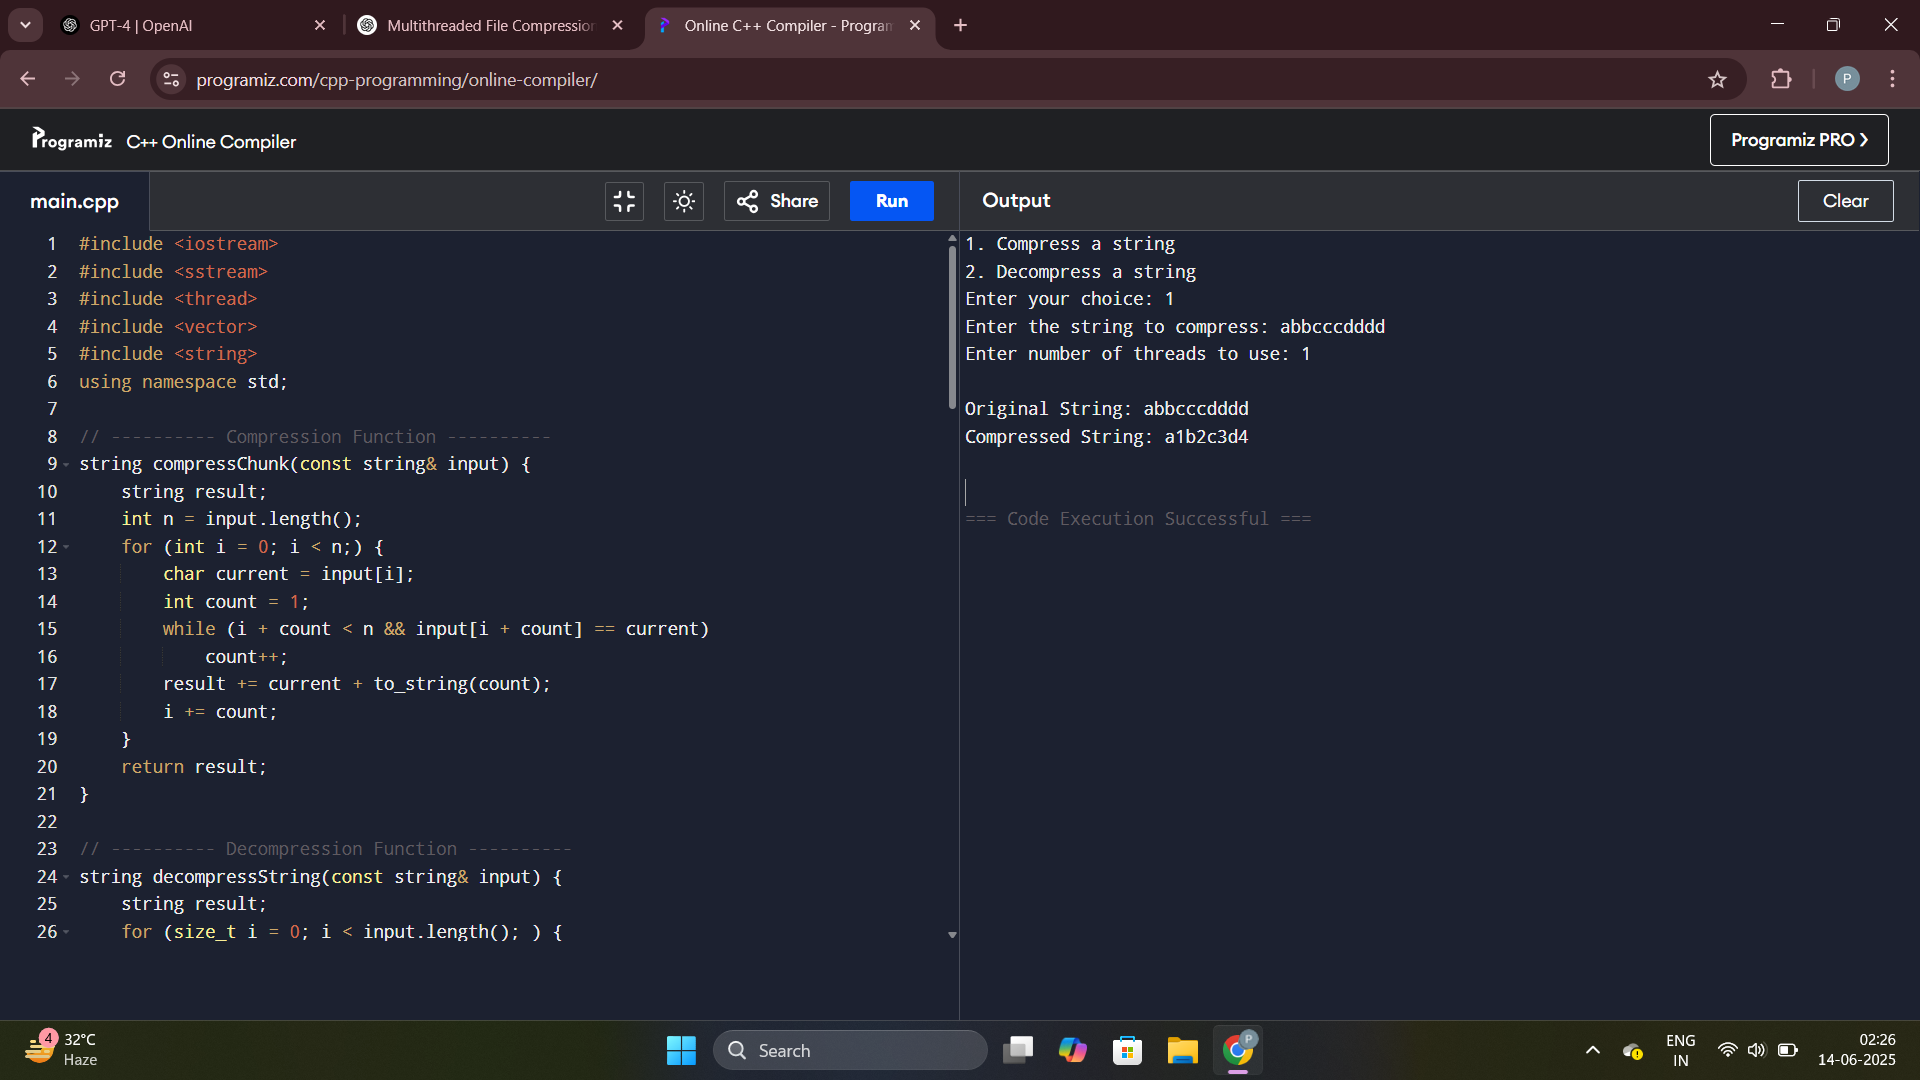 GPT-4 | OpenAI
Multithreaded File Compression
Online C++ Compiler - Program
programiz.com/cpp-programming/online-compiler/
P
Programiz C++ Online Compiler
Programiz PRO
main.cpp
Share
Run
Output
Clear
1 #include <iostream>
2 #include <sstream>
3 #include <thread>
4 #include <vector>
5 #include <string>
6 using namespace std;
7
8 // ---------- Compression Function ----------
9 string compressChunk(const string& input) {
10     string result;
11     int n = input.length();
12     for (int i = 0; i < n;) {
13         char current = input[i];
14         int count = 1;
15         while (i + count < n && input[i + count] == current)
16             count++;
17         result += current + to_string(count);
18         i += count;
19     }
20     return result;
21 }
22
23 // ---------- Decompression Function ----------
24 string decompressString(const string& input) {
25     string result;
26     for (size_t i = 0; i < input.length(); ) {
1. Compress a string
2. Decompress a string
Enter your choice: 1
Enter the string to compress: abbcccdddd
Enter number of threads to use: 1
Original String: abbcccdddd
Compressed String: a1b2c3d4
=== Code Execution Successful ===
4
32°C
Haze
Search
P
ENG
IN
02:26
14-06-2025